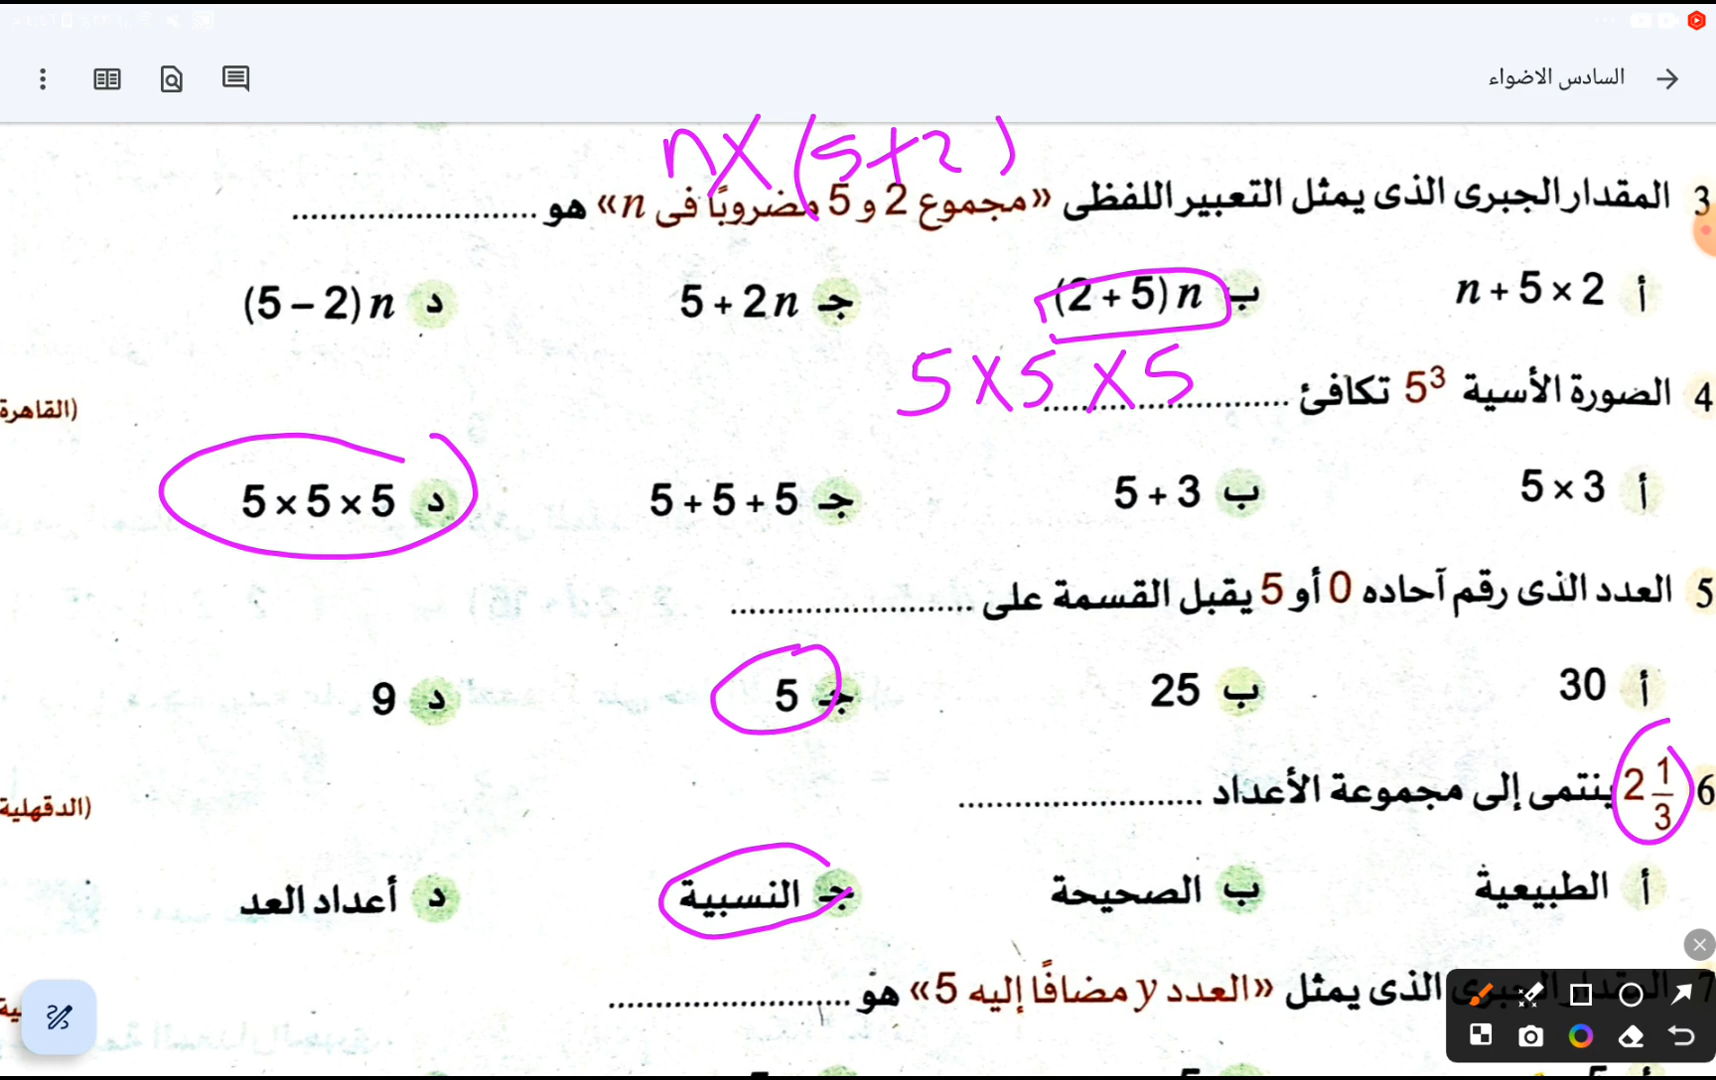 السادس الاضواء
n × (5+2)
3 المقدار الجبرى الذى يمثل التعبير اللفظى «مجموع 2 و 5 مضروبًا فى n» هو ..........................
أ n + 5 × 2 ب (2 + 5) n جـ 5 + 2 n د (5 – 2) n
5 × 5 × 5
4 الصورة الأسية 5³ تكافئ .......................... (القاهرة
أ 5 × 3 ب 5 + 3 جـ 5 + 5 + 5 د 5 × 5 × 5
5 العدد الذى رقم آحاده 0 أو 5 يقبل القسمة على ..........................
أ 30 ب 25 جـ 5 د 9
6 2 1/3 ينتمى إلى مجموعة الأعداد .......................... (الدقهلية
أ الطبيعية ب الصحيحة جـ النسبية د أعداد العد
7 المقدار الجبرى الذى يمثل «العدد y مضافًا إليه 5» هو ..........................